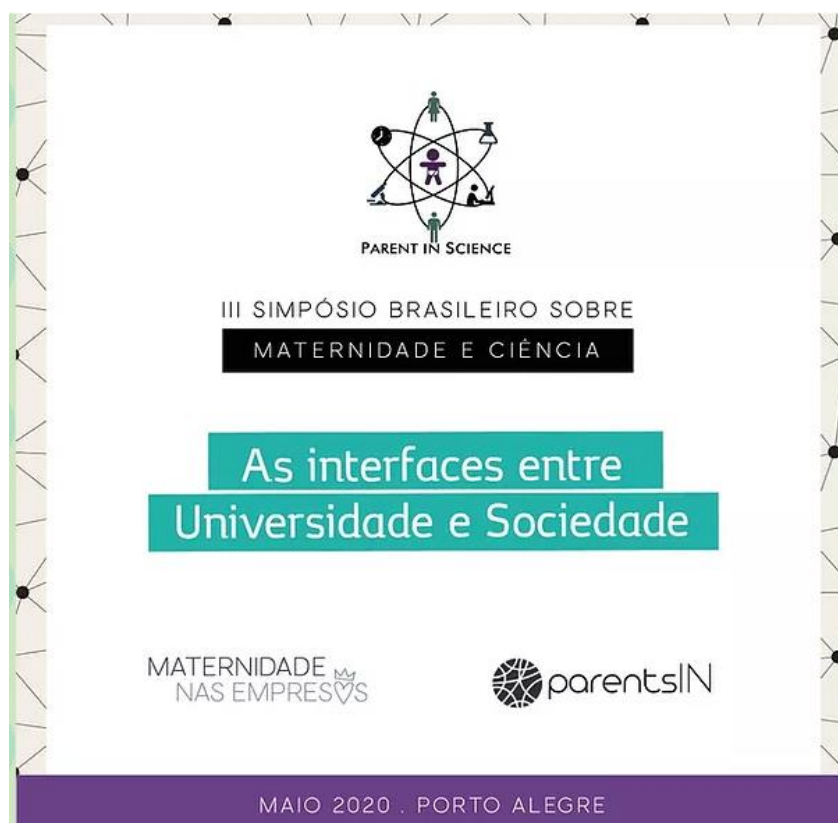 PARENT IN SCIENCE
III SIMPÓSIO BRASILEIRO SOBRE
MATERNIDADE E CIÊNCIA
As interfaces entre
Universidade e Sociedade
MATERNIDADE
NAS EMPRESAS
parentsIN
MAIO 2020 . PORTO ALEGRE